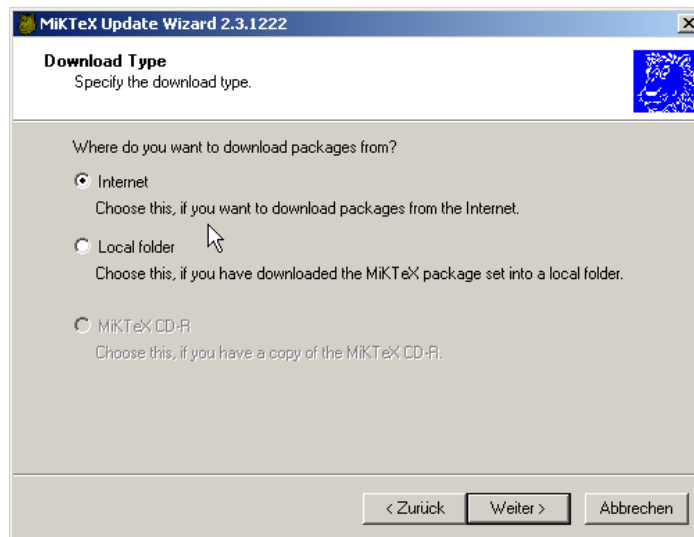 MiKTeX Update Wizard 2.3.1222
Download Type
Specify the download type.
Where do you want to download packages from?
Internet
Choose this, if you want to download packages from the Internet.
Local folder
Choose this, if you have downloaded the MiKTeX package set into a local folder.
MiKTeX CD-R
Choose this, if you have a copy of the MiKTeX CD-R.
< Zurück Weiter > Abbrechen